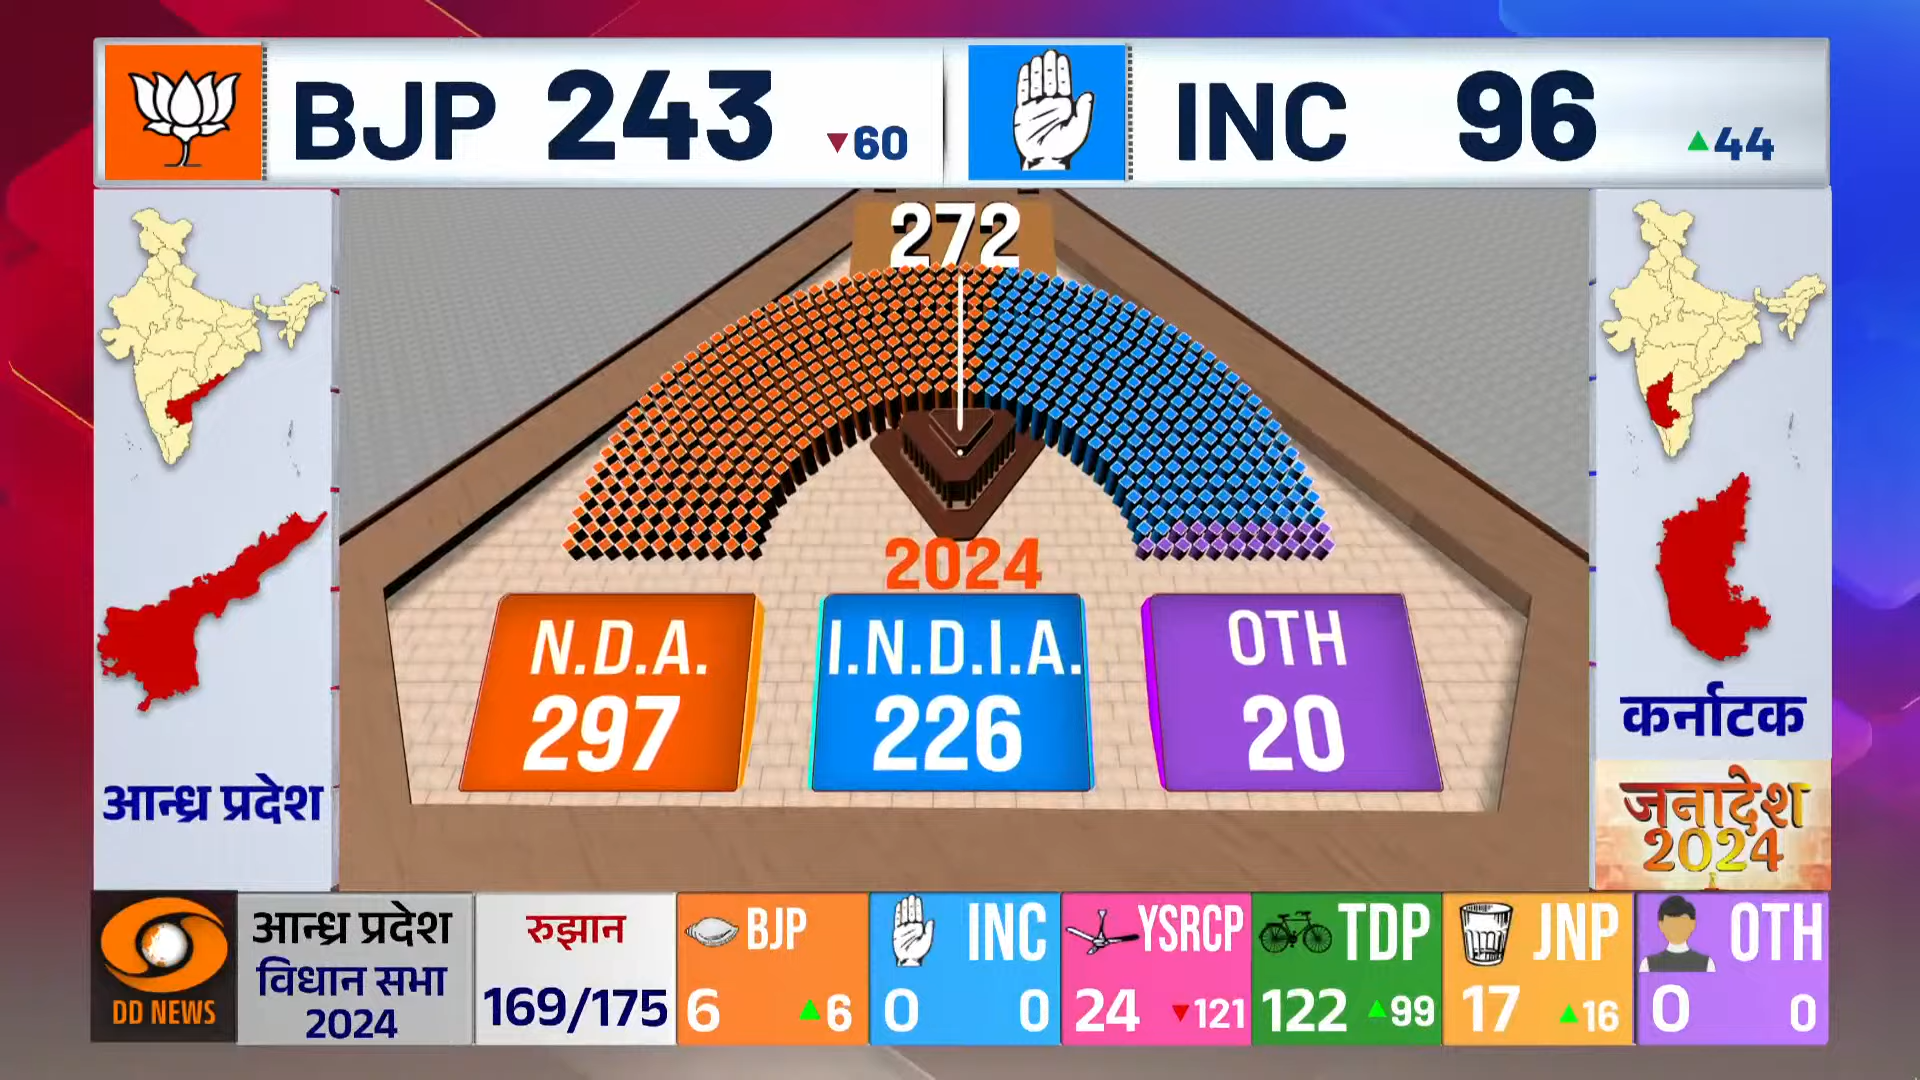 BJP 243 ▼60
INC 96 ▲44
272
2024
N.D.A.
297
I.N.D.I.A.
226
OTH
20
आन्ध्र प्रदेश
कर्नाटक
जनादेश
2024
DD NEWS
आन्ध्र प्रदेश
विधान सभा
2024
रुझान
169/175
BJP
6 ▲6
INC
0 0
YSRCP
24 ▼121
TDP
122 ▲99
JNP
17 ▲16
OTH
0 0